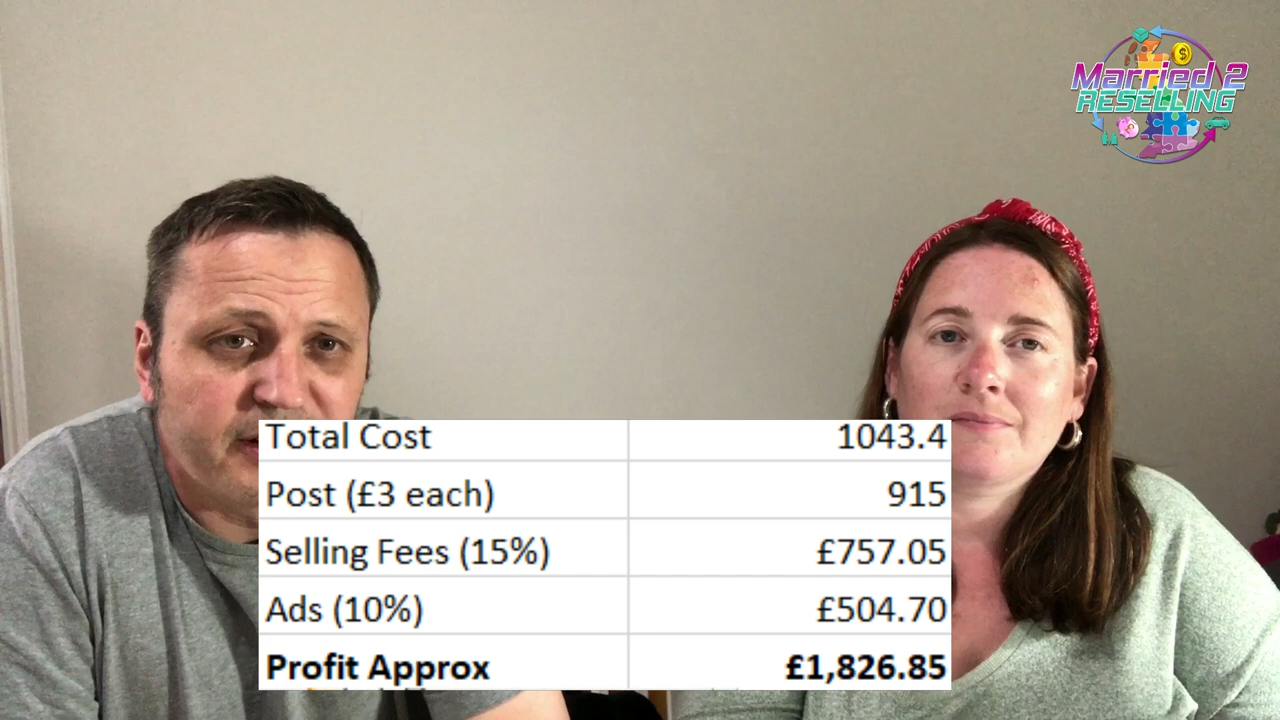 Married 2
RESELLING
Total Cost 1043.4
Post (£3 each) 915
Selling Fees (15%) £757.05
Ads (10%) £504.70
Profit Approx £1,826.85